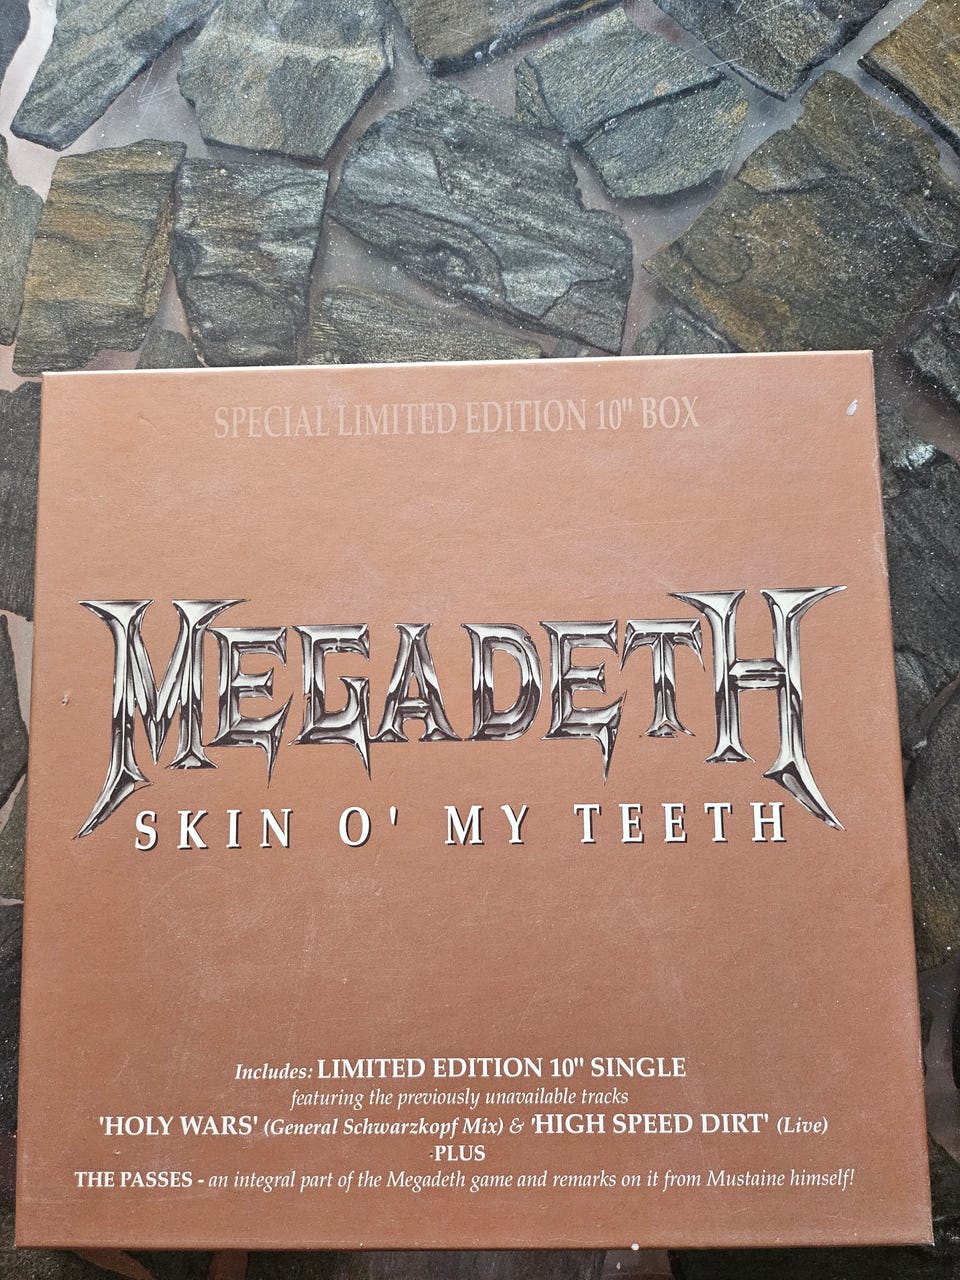 SPECIAL LIMITED EDITION 10" BOX
MEGADETH
SKIN O' MY TEETH
Includes: LIMITED EDITION 10" SINGLE
featuring the previously unavailable tracks
'HOLY WARS' (General Schwarzkopf Mix) & 'HIGH SPEED DIRT' (Live)
PLUS
THE PASSES - an integral part of the Megadeth game and remarks on it from Mustaine himself!